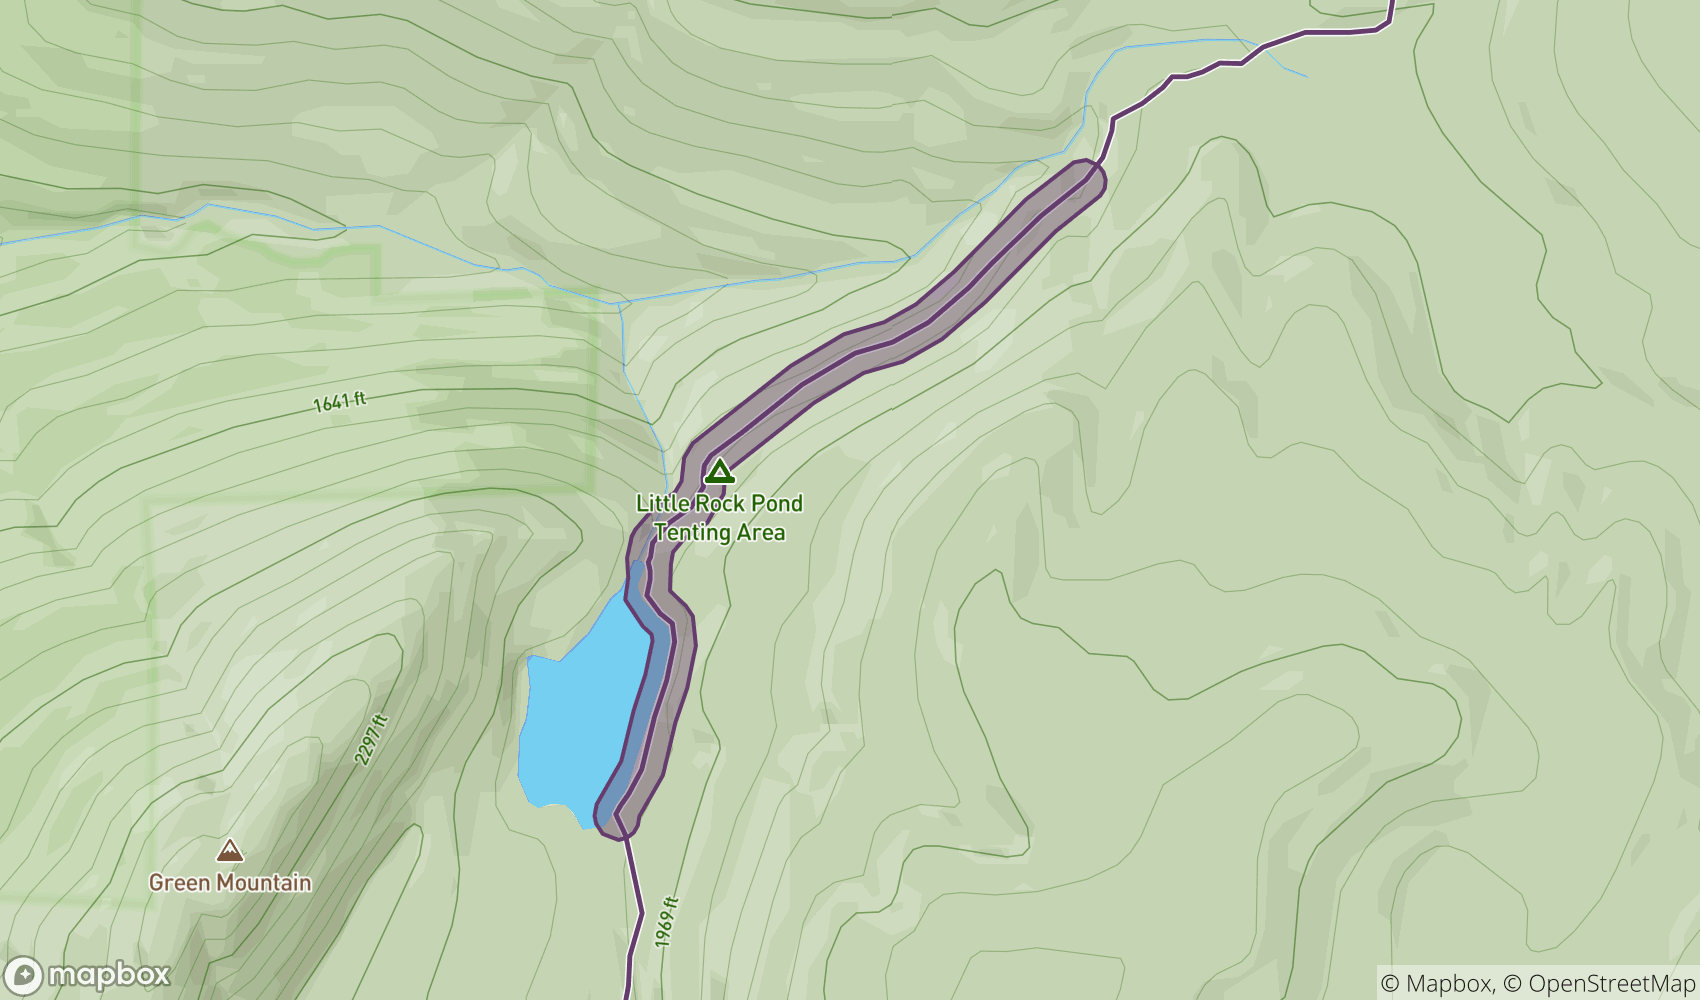 1641 ft
Little Rock Pond
Tenting Area
2297 ft
Green Mountain
1969 ft
mapbox
© Mapbox, © OpenStreetMap